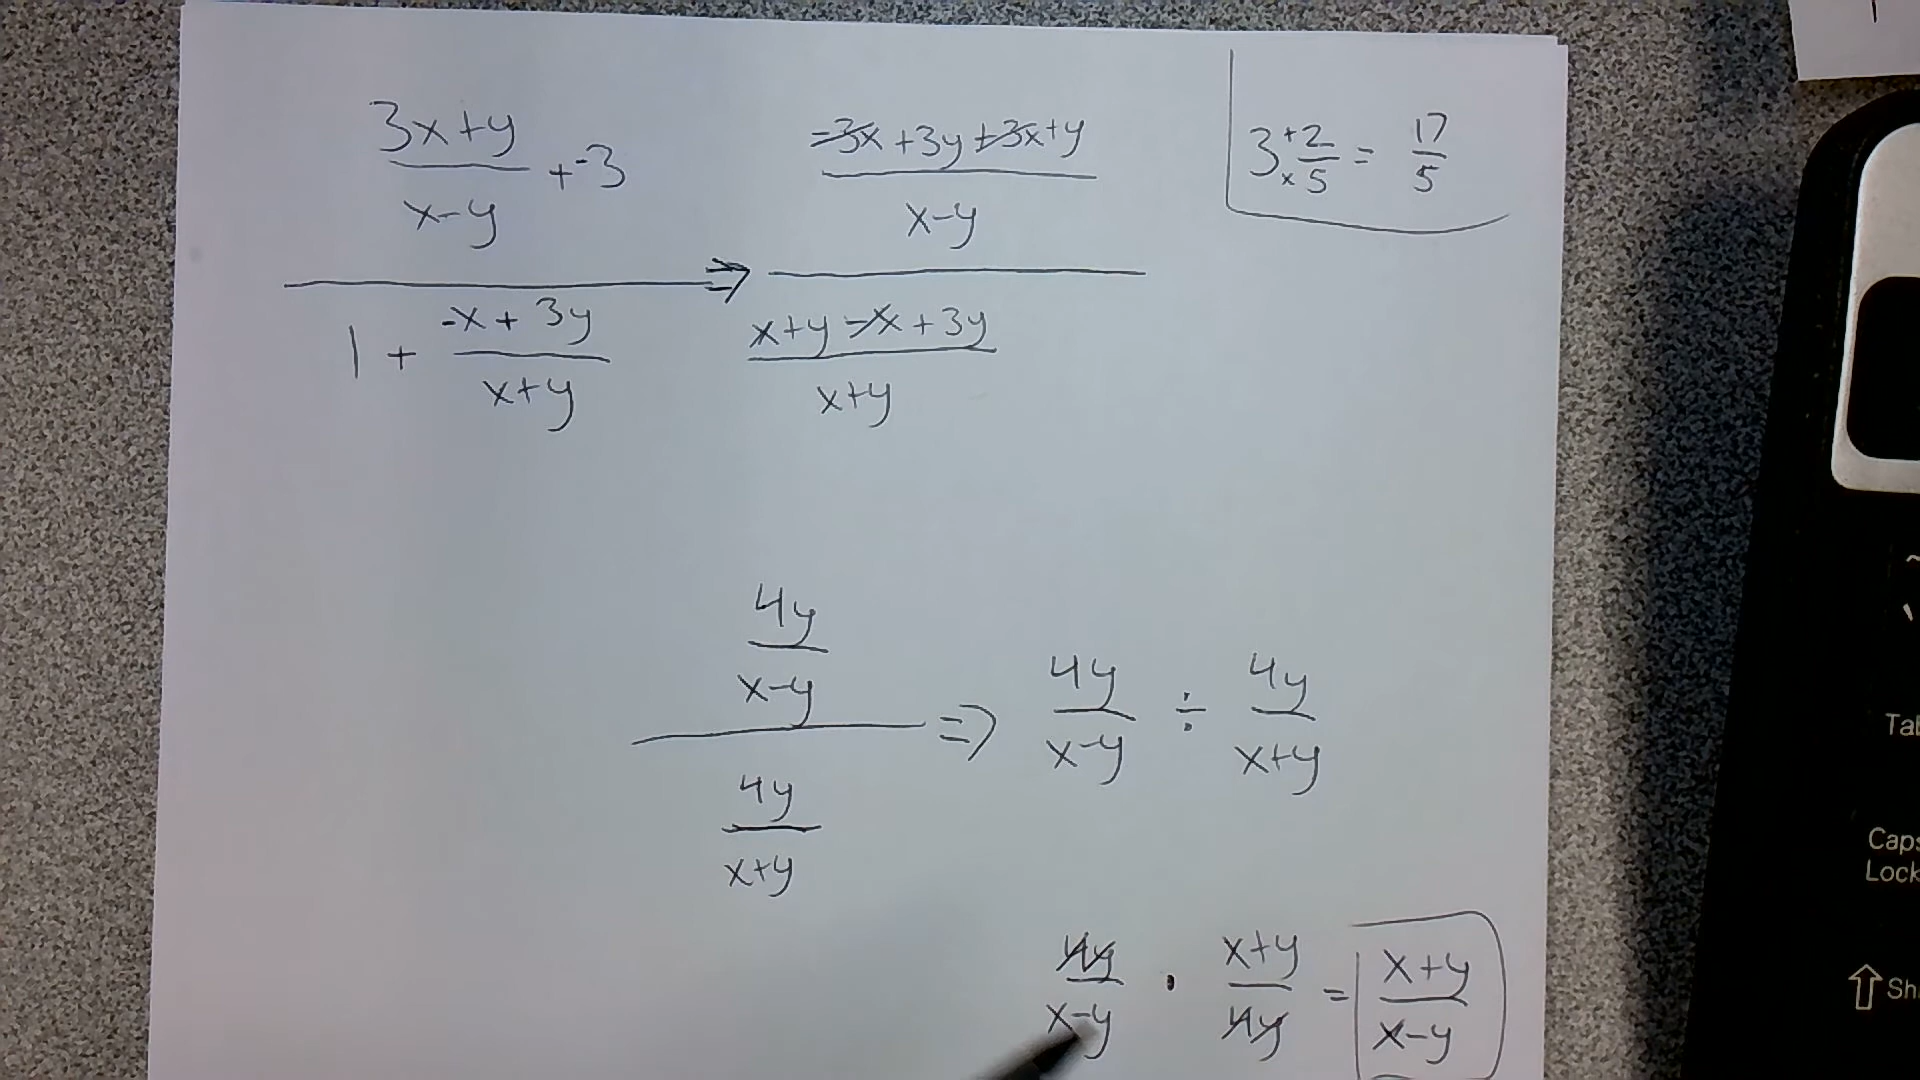 3x+y
+-3
x-y
1 + -x + 3y
x+y
⇒
-3x +3y +3x+y
x-y
x+y -x +3y
x+y
3 +2
x 5 = 17
5
4y
x-y
4y
x+y
⇒ 4y ÷ 4y
x-y x+y
4y · x+y = x+y
x-y 4y x-y
~
`
Tab
Caps
Lock
⇧ Sh